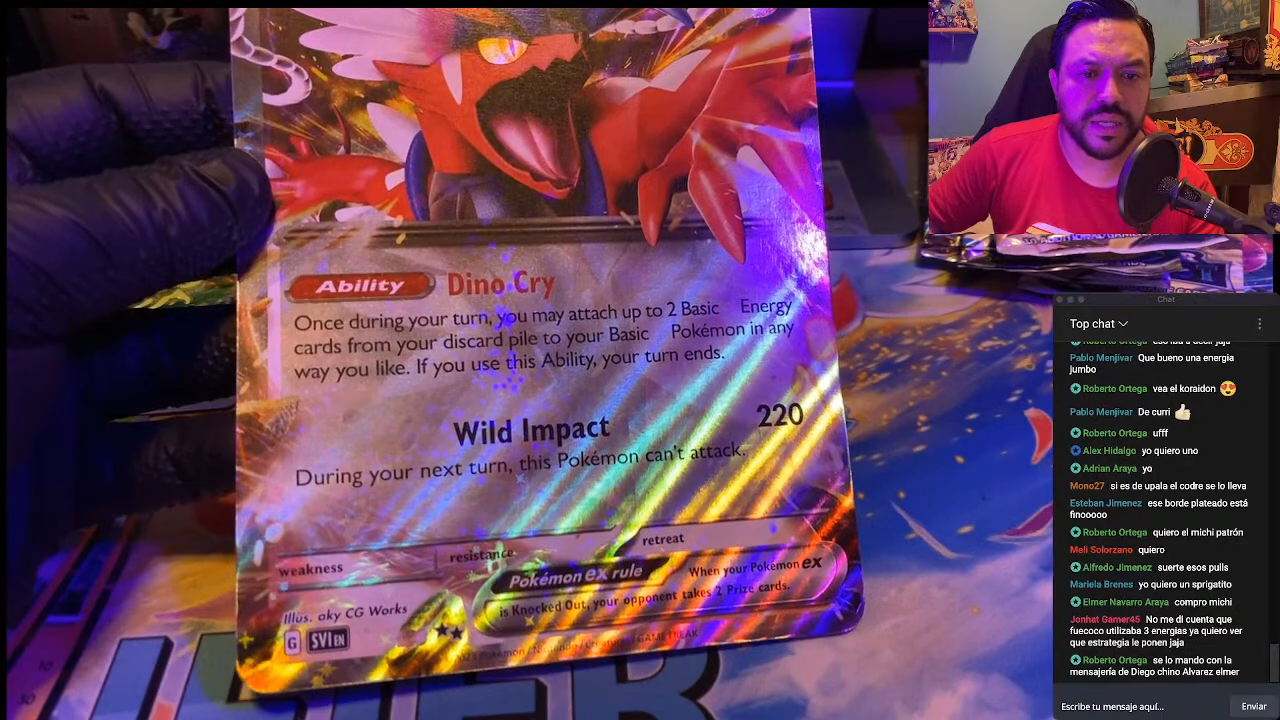 Ability Dino Cry
Once during your turn, you may attach up to 2 Basic Energy
cards from your discard pile to your Basic Pokémon in any
way you like. If you use this Ability, your turn ends.
Wild Impact 220
During your next turn, this Pokémon can't attack.
weakness resistance retreat
Pokémon ex rule When your Pokémon ex
is Knocked Out, your opponent takes 2 Prize cards.
Illus. aky CG Works
G SVI EN
Chat
Top chat
Roberto Ortega eso iba a decir jaja
Pablo Menjivar Que bueno una energia
jumbo
Roberto Ortega vea el koraidon 😍
Pablo Menjivar De curri 👍🏻
Roberto Ortega ufff
Alex Hidalgo yo quiero uno
Adrian Araya yo
Mono27 si es de upala el codre se lo lleva
Esteban Jimenez ese borde plateado está
finooooo
Roberto Ortega quiero el michi patrón
Meli Solorzano quiero
Alfredo Jimenez suerte esos pulls
Mariela Brenes yo quiero un sprigatito
Elmer Navarro Araya compro michi
Jonhat Gamer45 No me di cuenta que
fuecoco utilizaba 3 energias ya quiero ver
que estrategia le ponen jaja
Roberto Ortega se lo mando con la
mensajería de Diego chino Alvarez elmer
Escribe tu mensaje aquí... Enviar